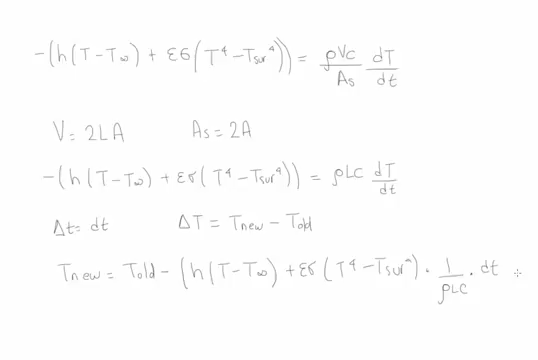 -(h(T-T∞) + εσ(T⁴-Tsur⁴)) = ρVc/As dT/dt
V = 2LA As = 2A
-(h(T-T∞) + εσ(T⁴-Tsur⁴)) = ρLC dT/dt
Δt = dt ΔT = Tnew - Told
Tnew = Told - (h(T-T∞) + εσ(T⁴-Tsur⁴) · 1/ρLC · dt